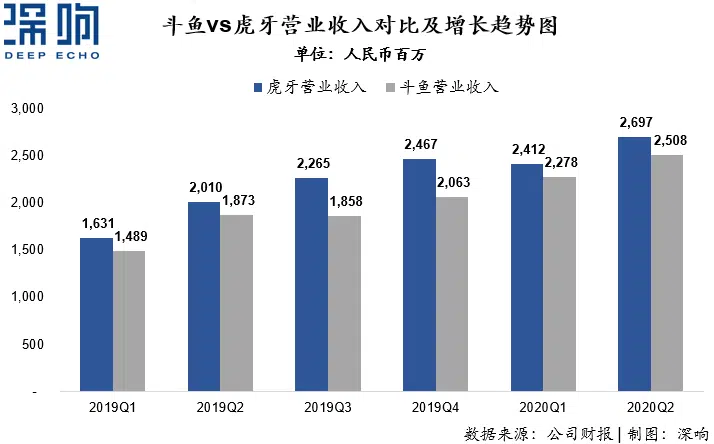 深响
DEEP ECHO
斗鱼vs虎牙营业收入对比及增长趋势图
单位：人民币百万
虎牙营业收入 斗鱼营业收入
3,000
2,500
2,000
1,500
1,000
500
-
1,631 1,489
2,010 1,873
2,265 1,858
2,467 2,063
2,412 2,278
2,697 2,508
2019Q1 2019Q2 2019Q3 2019Q4 2020Q1 2020Q2
数据来源：公司财报 | 制图：深响